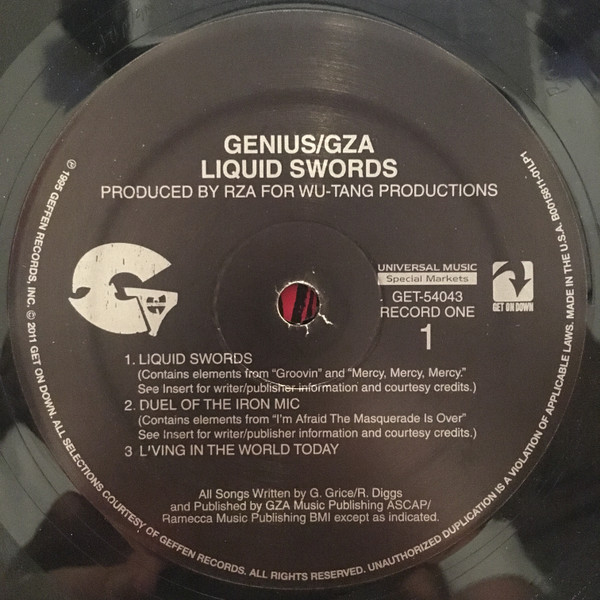 GENIUS/GZA
LIQUID SWORDS
PRODUCED BY RZA FOR WU-TANG PRODUCTIONS
UNIVERSAL MUSIC
Special Markets
GET-54043
RECORD ONE
1
GET ON DOWN
1. LIQUID SWORDS
(Contains elements from “Groovin” and “Mercy, Mercy, Mercy.”
See Insert for writer/publisher information and courtesy credits.)
2. DUEL OF THE IRON MIC
(Contains elements from “I'm Afraid The Masquerade Is Over”
See Insert for writer/publisher information and courtesy credits.)
3 L'VING IN THE WORLD TODAY
All Songs Written by G. Grice/R. Diggs
and Published by GZA Music Publishing ASCAP/
Ramecca Music Publishing BMI except as indicated.
℗ 1995 GEFFEN RECORDS, INC. © 2011 GET ON DOWN. ALL SELECTIONS COURTESY OF GEFFEN RECORDS. ALL RIGHTS RESERVED. UNAUTHORIZED DUPLICATION IS A VIOLATION OF APPLICABLE LAWS. MADE IN THE U.S.A. B0015811-01LP1